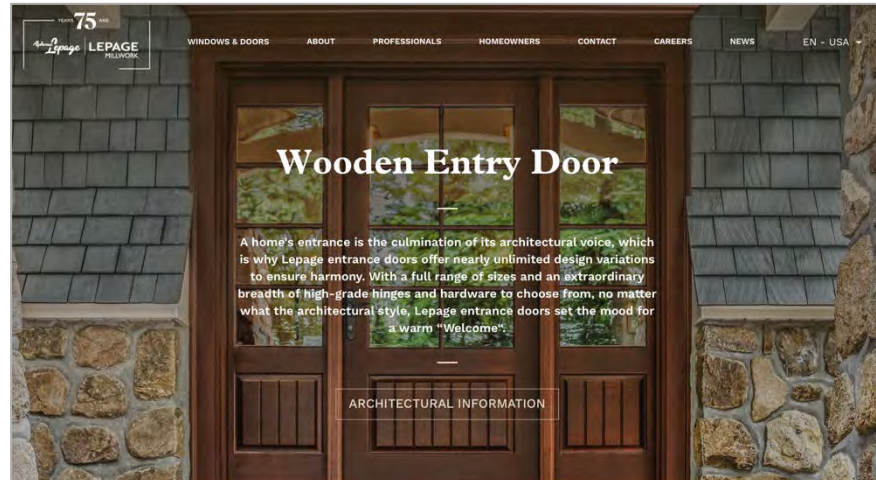 YEARS 75 ANS
Lepage LEPAGE
MILLWORK
WINDOWS & DOORS ABOUT PROFESSIONALS HOMEOWNERS CONTACT CAREERS NEWS EN - USA
Wooden Entry Door
A home's entrance is the culmination of its architectural voice, which
is why Lepage entrance doors offer nearly unlimited design variations
to ensure harmony. With a full range of sizes and an extraordinary
breadth of high-grade hinges and hardware to choose from, no matter
what the architectural style, Lepage entrance doors set the mood for
a warm “Welcome“.
ARCHITECTURAL INFORMATION